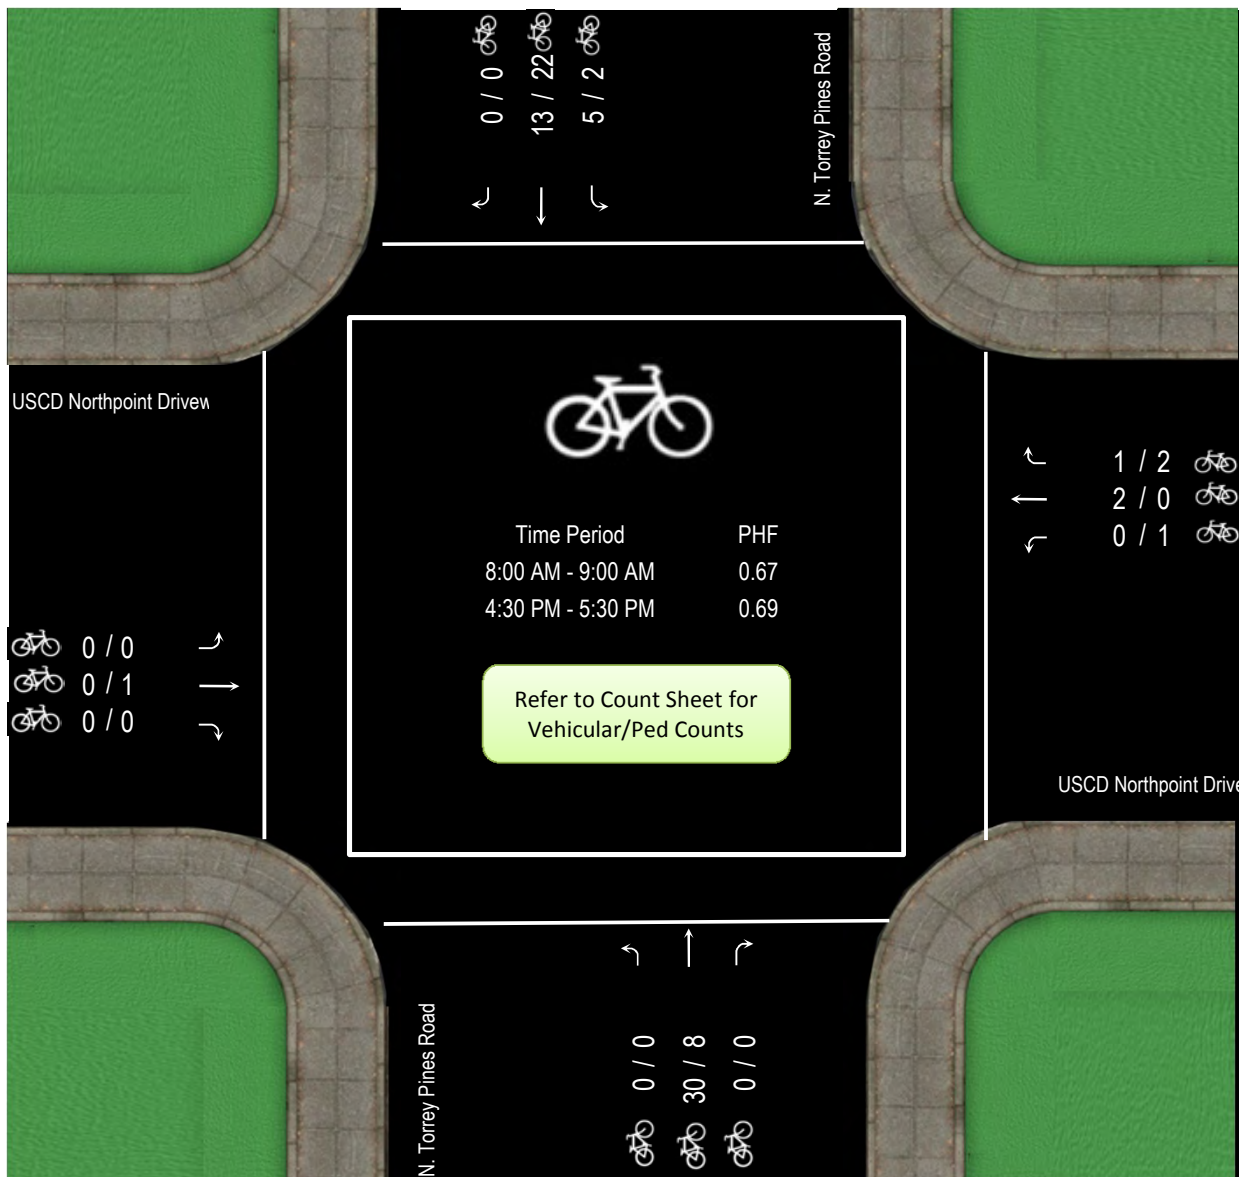 0 / 0
13 / 22
5 / 2
N. Torrey Pines Road
USCD Northpoint Drivew
1 / 2
2 / 0
0 / 1
Time Period PHF
8:00 AM - 9:00 AM 0.67
4:30 PM - 5:30 PM 0.69
0 / 0
0 / 1
0 / 0
Refer to Count Sheet for
Vehicular/Ped Counts
USCD Northpoint Drive
N. Torrey Pines Road
0 / 0
30 / 8
0 / 0